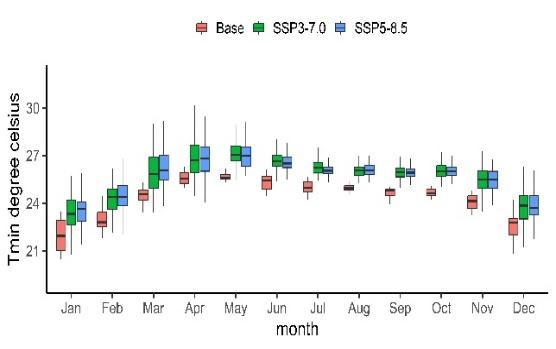 Base SSP3-7.0 SSP5-8.5
Tmin degree celsius
30
27
24
21
Jan Feb Mar Apr May Jun Jul Aug Sep Oct Nov Dec
month